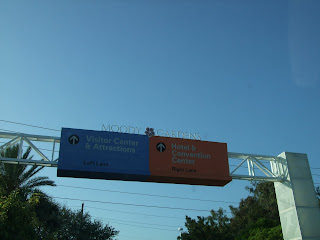 MOODY GARDENS
Visitor Center
& Attractions
Left Lane
Hotel &
Convention
Center
Right Lane